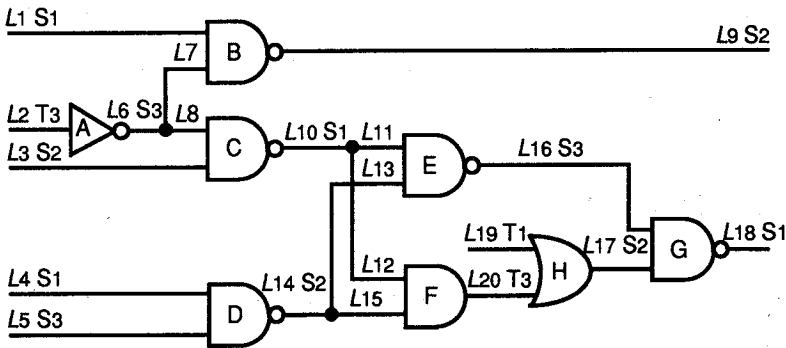 L1 S1
L7
B
L9 S2
L2 T3
A
L6 S3
L8
L3 S2
C
L10 S1
L11
L13
E
L16 S3
L12
L19 T1
H
L17 S2
G
L18 S1
L4 S1
L5 S3
D
L14 S2
L15
F
L20 T3